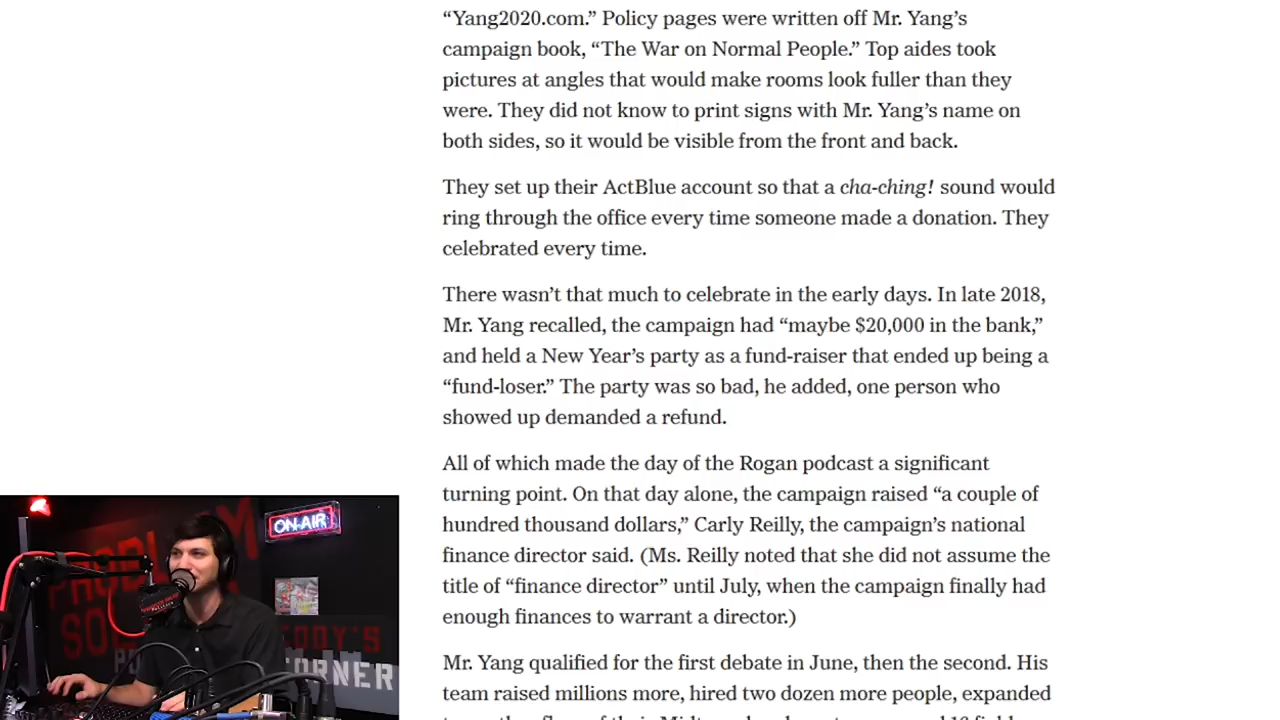 “Yang2020.com.” Policy pages were written off Mr. Yang’s
campaign book, “The War on Normal People.” Top aides took
pictures at angles that would make rooms look fuller than they
were. They did not know to print signs with Mr. Yang’s name on
both sides, so it would be visible from the front and back.
They set up their ActBlue account so that a cha-ching! sound would
ring through the office every time someone made a donation. They
celebrated every time.
There wasn’t that much to celebrate in the early days. In late 2018,
Mr. Yang recalled, the campaign had “maybe $20,000 in the bank,”
and held a New Year’s party as a fund-raiser that ended up being a
“fund-loser.” The party was so bad, he added, one person who
showed up demanded a refund.
All of which made the day of the Rogan podcast a significant
turning point. On that day alone, the campaign raised “a couple of
hundred thousand dollars,” Carly Reilly, the campaign’s national
finance director said. (Ms. Reilly noted that she did not assume the
title of “finance director” until July, when the campaign finally had
enough finances to warrant a director.)
Mr. Yang qualified for the first debate in June, then the second. His
team raised millions more, hired two dozen more people, expanded
ON-AIR